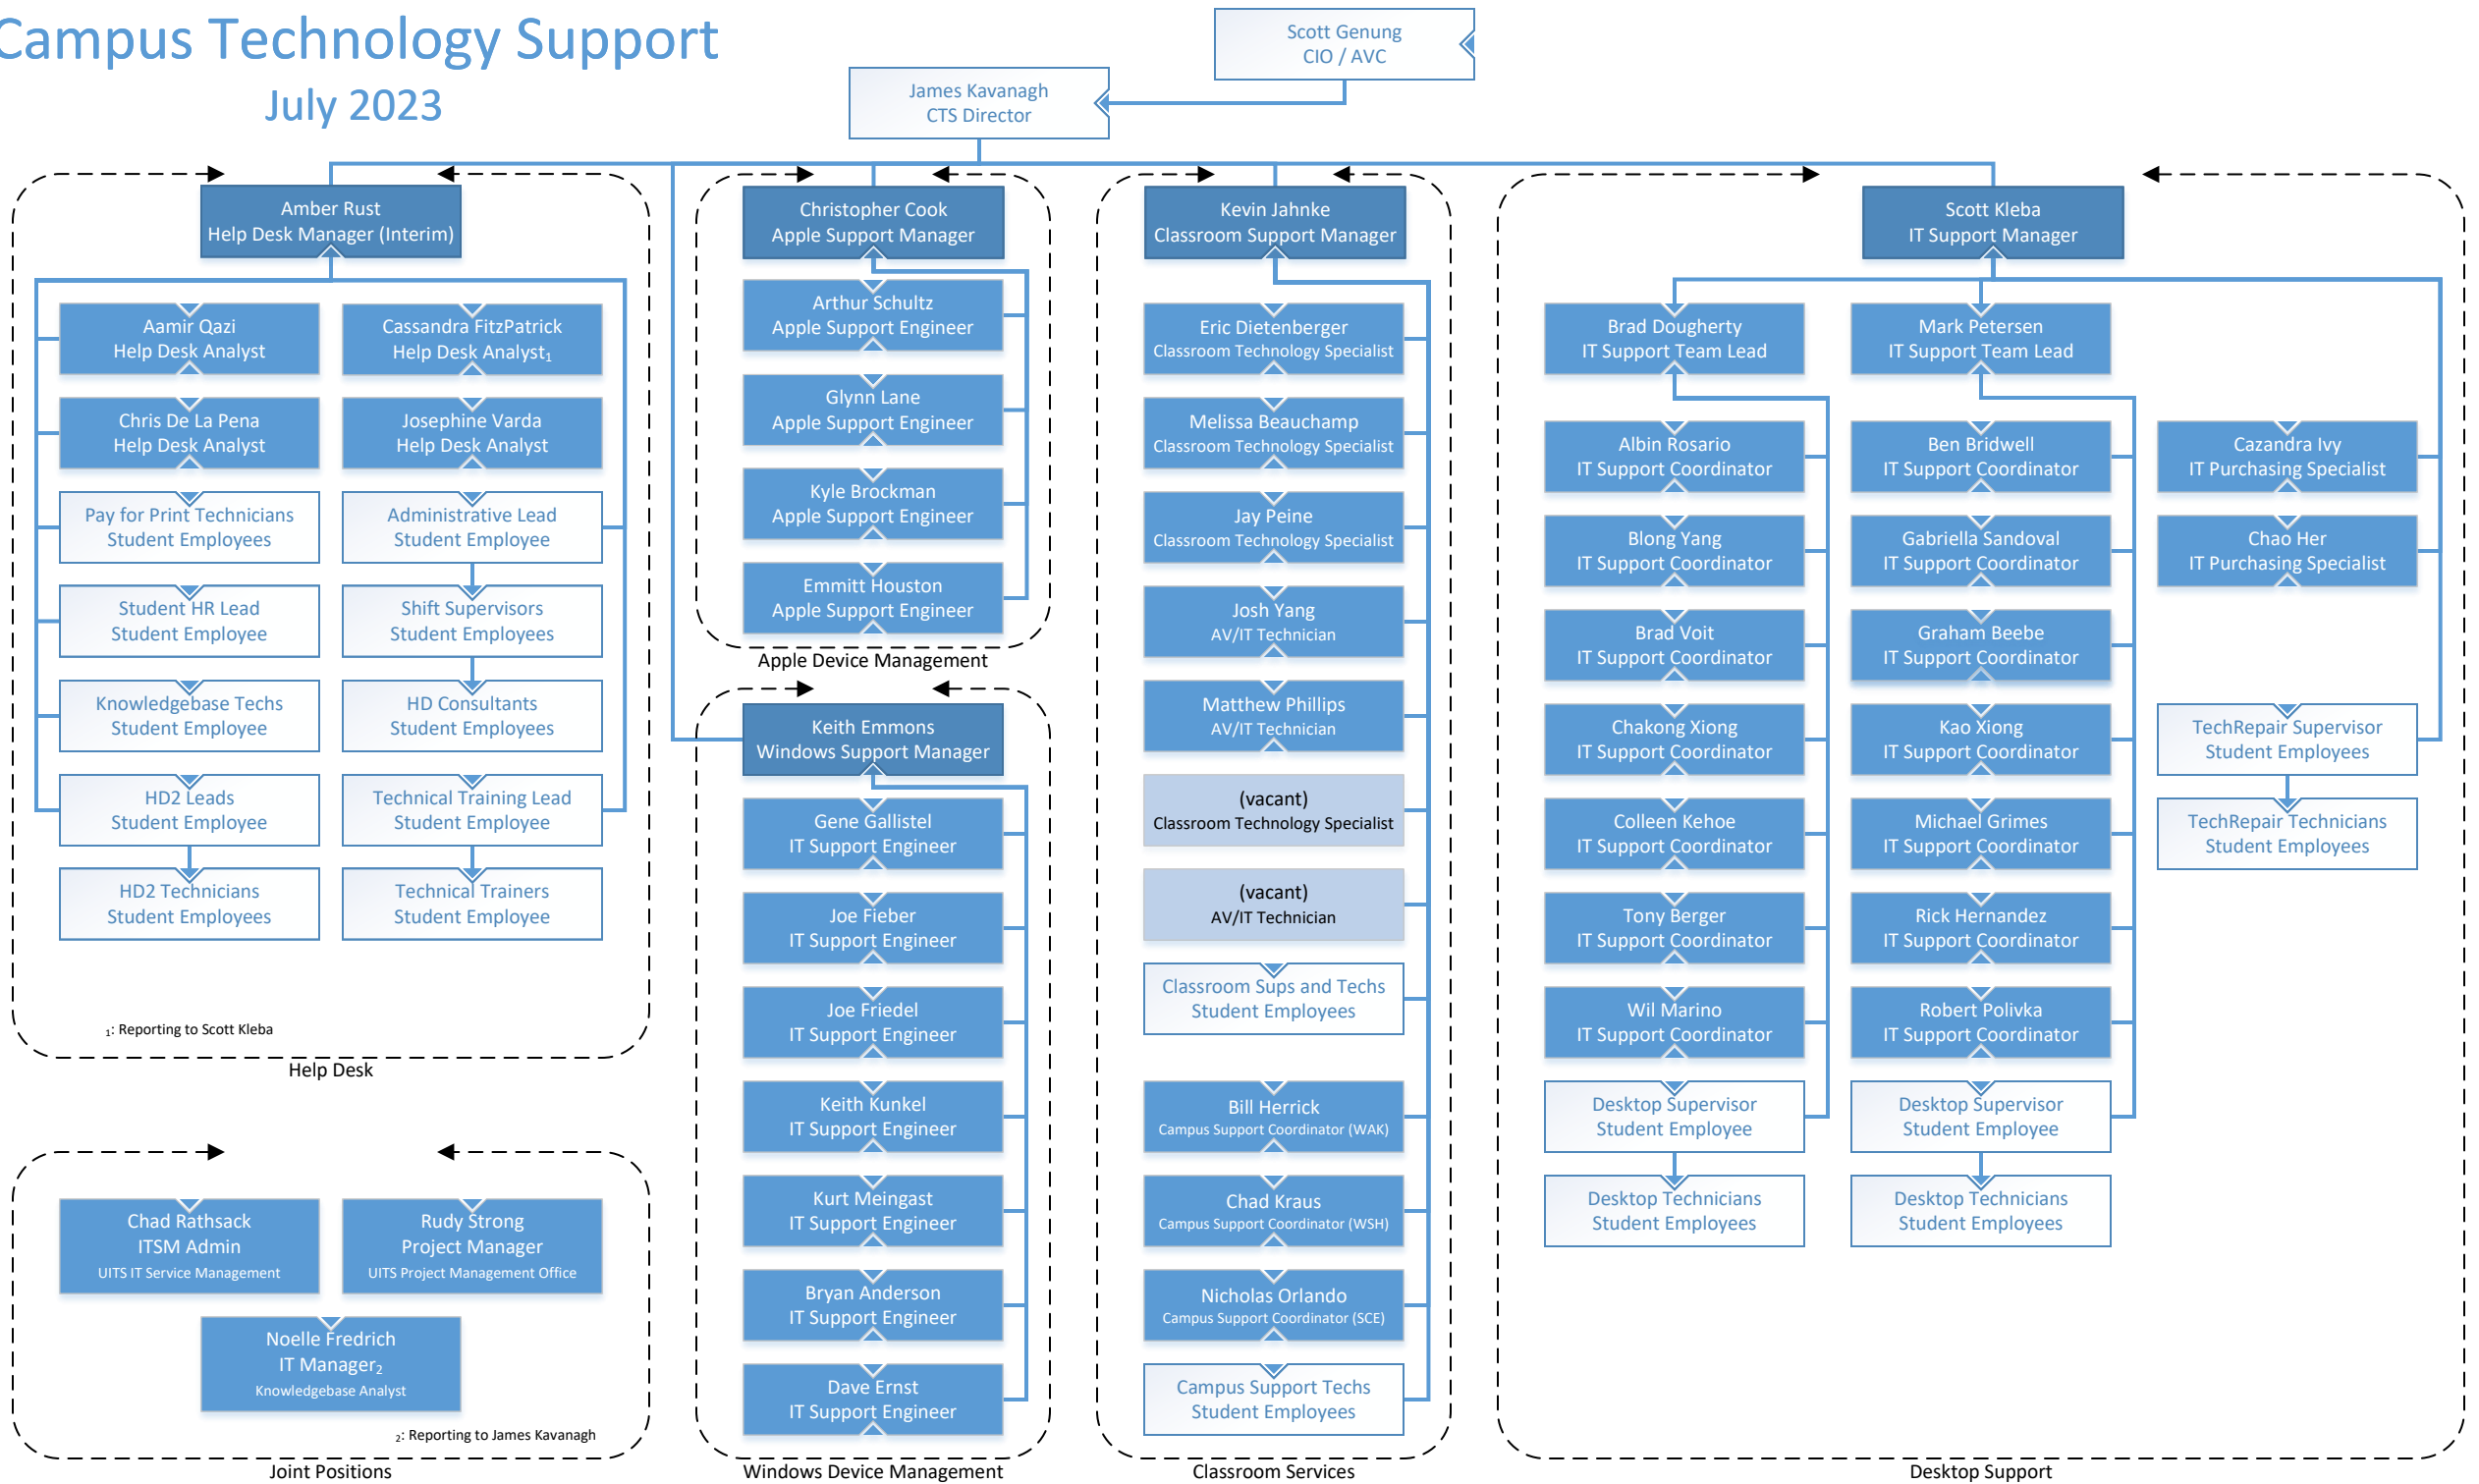 Campus Technology Support
July 2023
Scott Genung
CIO / AVC
James Kavanagh
CTS Director
Amber Rust
Help Desk Manager (Interim)
Aamir Qazi
Help Desk Analyst
Cassandra FitzPatrick
Help Desk Analyst₁
Chris De La Pena
Help Desk Analyst
Josephine Varda
Help Desk Analyst
Pay for Print Technicians
Student Employees
Administrative Lead
Student Employee
Student HR Lead
Student Employee
Shift Supervisors
Student Employees
Knowledgebase Techs
Student Employee
HD Consultants
Student Employees
HD2 Leads
Student Employee
Technical Training Lead
Student Employee
HD2 Technicians
Student Employees
Technical Trainers
Student Employee
₁: Reporting to Scott Kleba
Help Desk
Chad Rathsack
ITSM Admin
UITS IT Service Management
Rudy Strong
Project Manager
UITS Project Management Office
Noelle Fredrich
IT Manager₂
Knowledgebase Analyst
₂: Reporting to James Kavanagh
Joint Positions
Christopher Cook
Apple Support Manager
Arthur Schultz
Apple Support Engineer
Glynn Lane
Apple Support Engineer
Kyle Brockman
Apple Support Engineer
Emmitt Houston
Apple Support Engineer
Apple Device Management
Keith Emmons
Windows Support Manager
Gene Gallistel
IT Support Engineer
Joe Fieber
IT Support Engineer
Joe Friedel
IT Support Engineer
Keith Kunkel
IT Support Engineer
Kurt Meingast
IT Support Engineer
Bryan Anderson
IT Support Engineer
Dave Ernst
IT Support Engineer
Windows Device Management
Kevin Jahnke
Classroom Support Manager
Eric Dietenberger
Classroom Technology Specialist
Melissa Beauchamp
Classroom Technology Specialist
Jay Peine
Classroom Technology Specialist
Josh Yang
AV/IT Technician
Matthew Phillips
AV/IT Technician
(vacant)
Classroom Technology Specialist
(vacant)
AV/IT Technician
Classroom Sups and Techs
Student Employees
Bill Herrick
Campus Support Coordinator (WAK)
Chad Kraus
Campus Support Coordinator (WSH)
Nicholas Orlando
Campus Support Coordinator (SCE)
Campus Support Techs
Student Employees
Classroom Services
Scott Kleba
IT Support Manager
Brad Dougherty
IT Support Team Lead
Albin Rosario
IT Support Coordinator
Blong Yang
IT Support Coordinator
Brad Voit
IT Support Coordinator
Chakong Xiong
IT Support Coordinator
Colleen Kehoe
IT Support Coordinator
Tony Berger
IT Support Coordinator
Wil Marino
IT Support Coordinator
Desktop Supervisor
Student Employee
Desktop Technicians
Student Employees
Mark Petersen
IT Support Team Lead
Ben Bridwell
IT Support Coordinator
Gabriella Sandoval
IT Support Coordinator
Graham Beebe
IT Support Coordinator
Kao Xiong
IT Support Coordinator
Michael Grimes
IT Support Coordinator
Rick Hernandez
IT Support Coordinator
Robert Polivka
IT Support Coordinator
Desktop Supervisor
Student Employee
Desktop Technicians
Student Employees
Cazandra Ivy
IT Purchasing Specialist
Chao Her
IT Purchasing Specialist
TechRepair Supervisor
Student Employees
TechRepair Technicians
Student Employees
Desktop Support